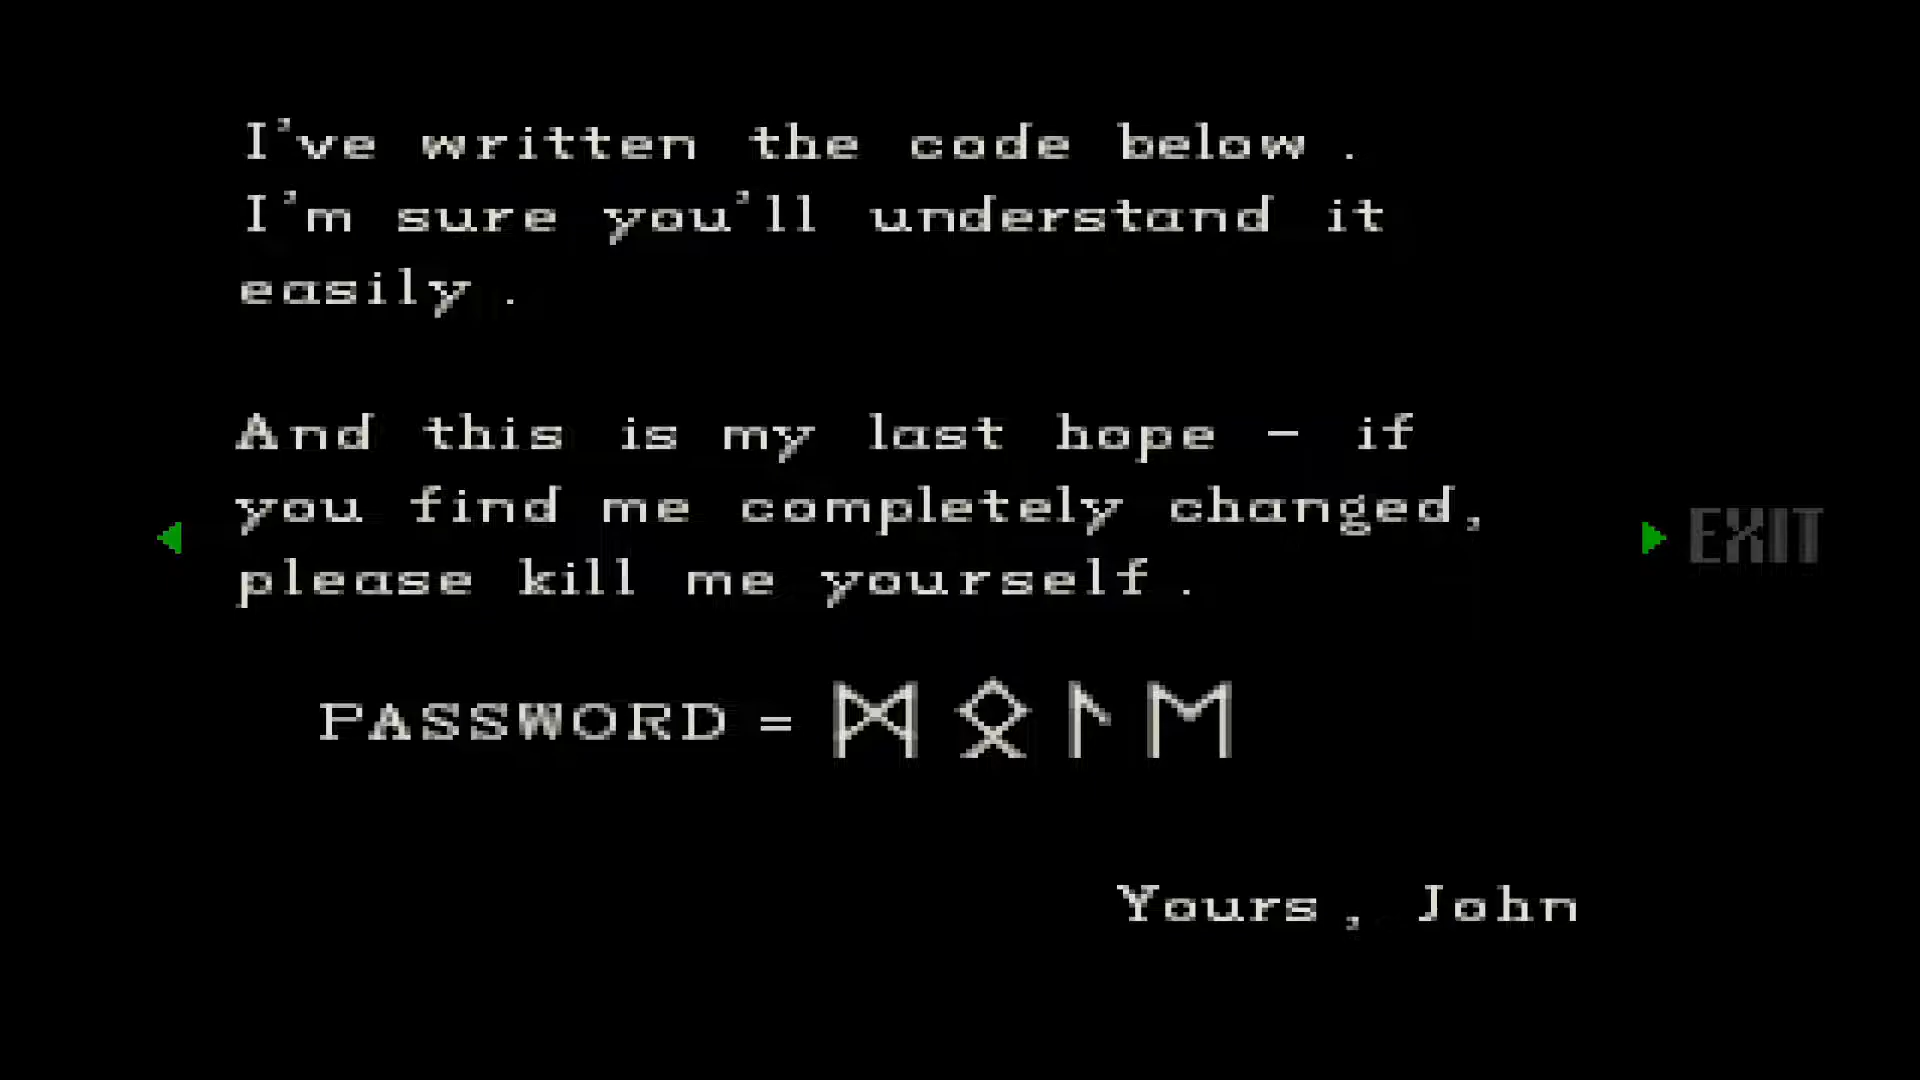 I've written the code below.
I'm sure you'll understand it
easily.
And this is my last hope - if
you find me completely changed,
please kill me yourself.
PASSWORD = ᛞᛟᛚᛖ
Yours, John
EXIT